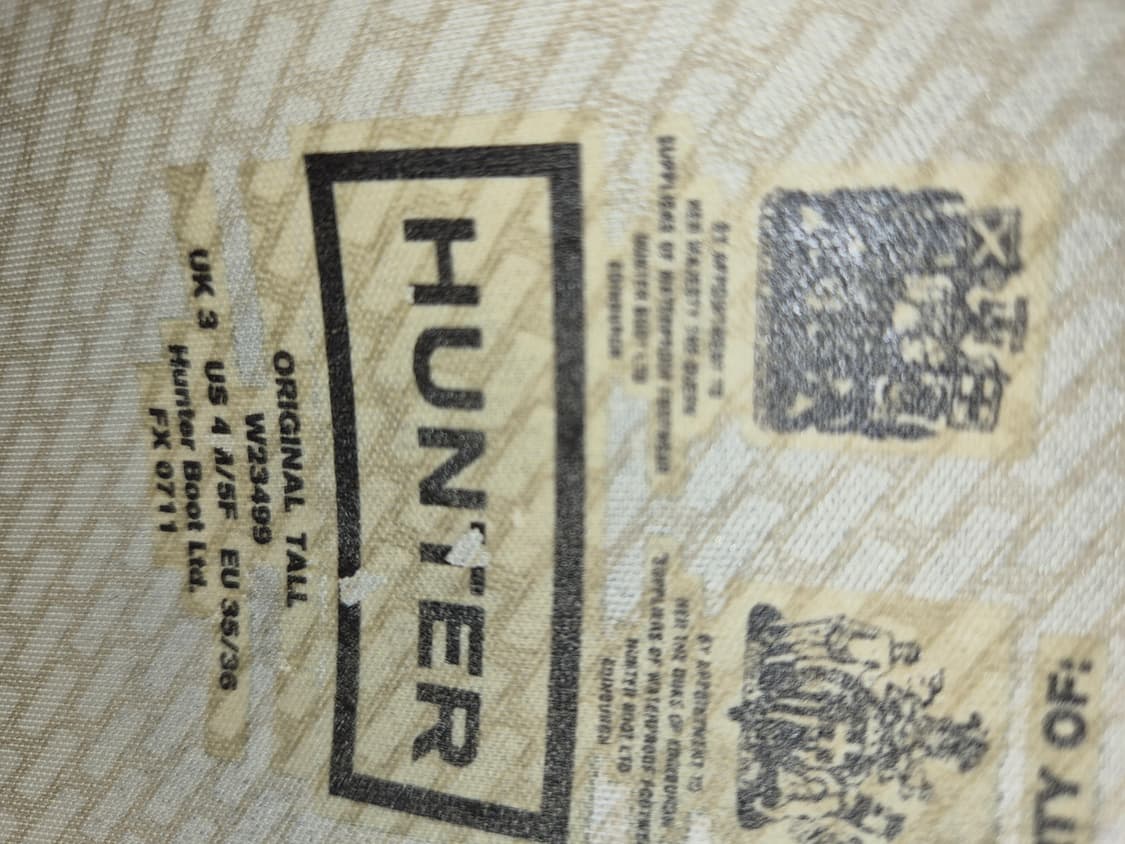 ITY OF:
BY APPOINTMENT TO
HER MAJESTY THE QUEEN
SUPPLIERS OF WATERPROOF FOOTWEAR
HUNTER BOOT LTD
EDINBURGH
BY APPOINTMENT TO
HRH THE DUKE OF EDINBURGH
SUPPLIERS OF WATERPROOF FOOTWEA
HUNTER BOOT LTD
EDINBURGH
HUNTER
ORIGINAL TALL
W23499
UK 3 US 4 M/5F EU 35/36
Hunter Boot Ltd.
FX 0711